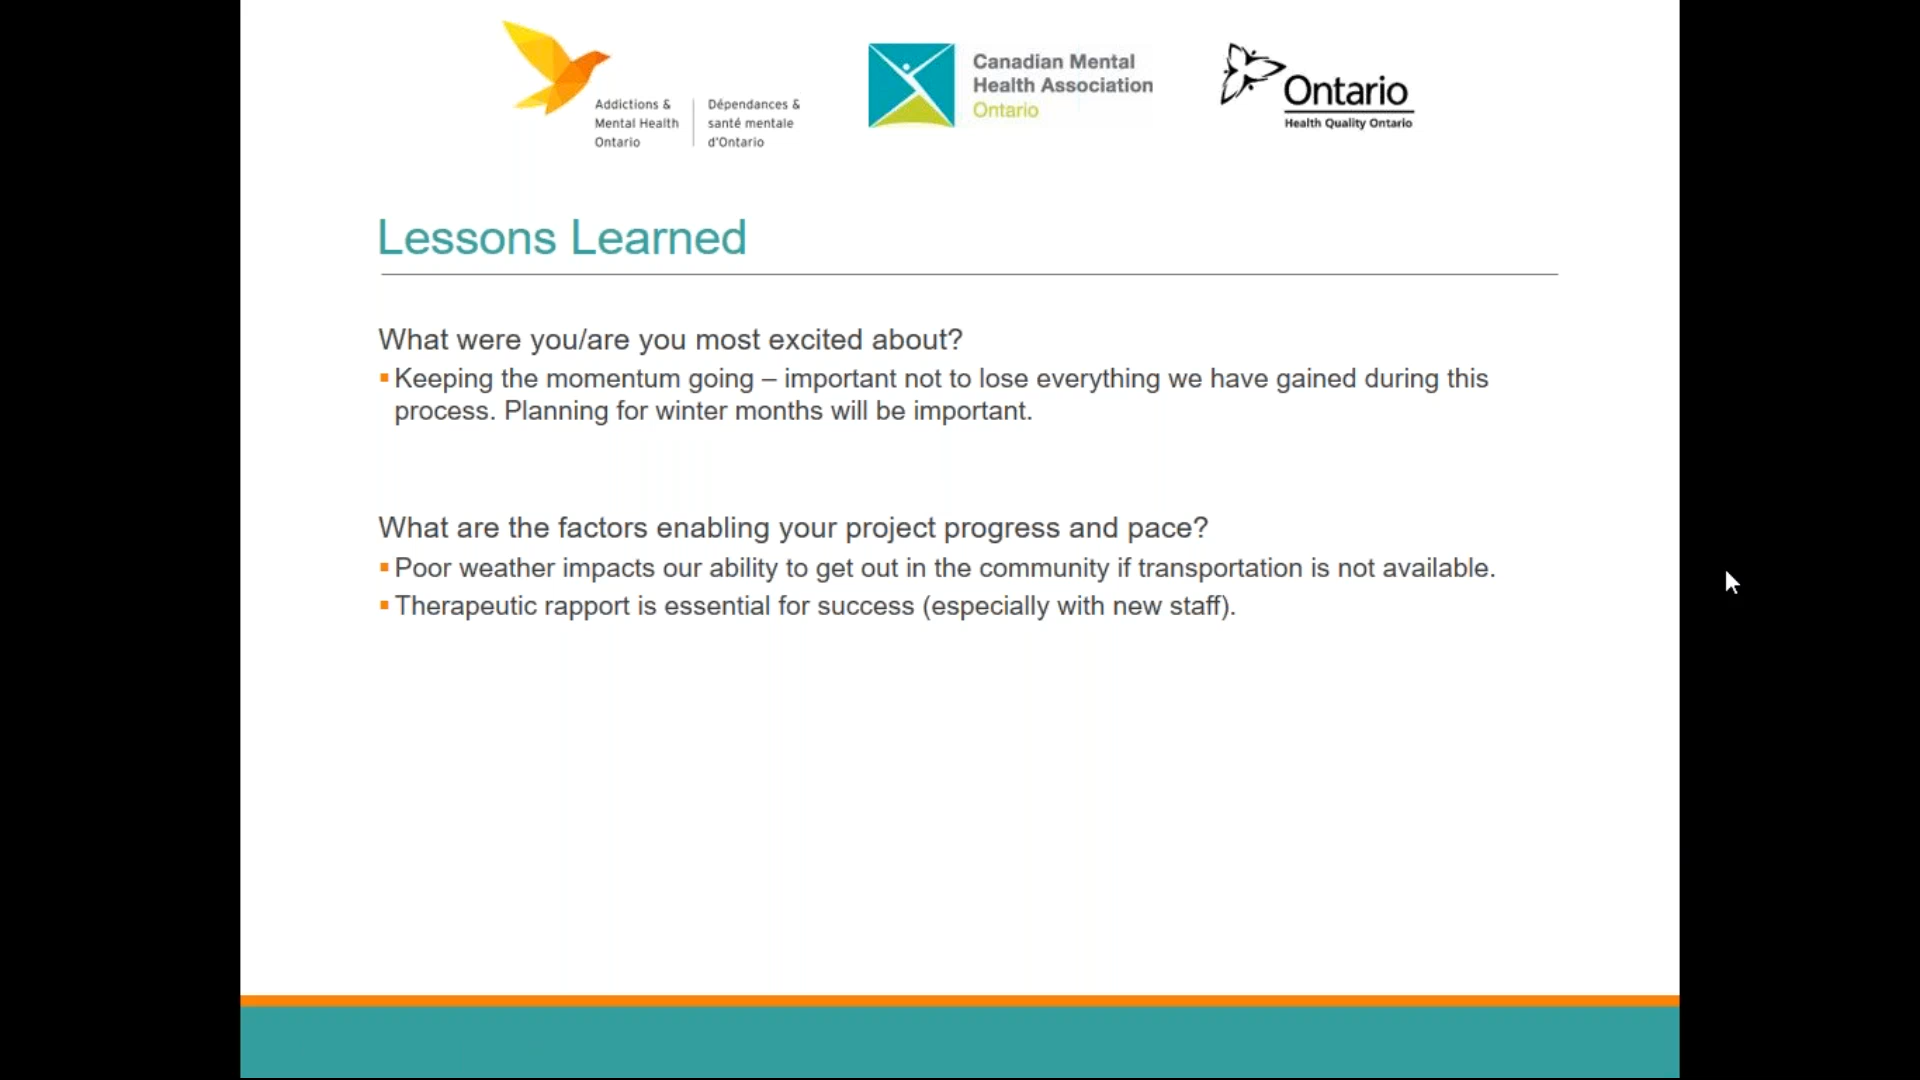 Addictions &
Mental Health
Ontario
Dépendances &
santé mentale
d'Ontario
Canadian Mental
Health Association
Ontario
Ontario
Health Quality Ontario
Lessons Learned
What were you/are you most excited about?
▪Keeping the momentum going – important not to lose everything we have gained during this
process. Planning for winter months will be important.
What are the factors enabling your project progress and pace?
▪Poor weather impacts our ability to get out in the community if transportation is not available.
▪Therapeutic rapport is essential for success (especially with new staff).